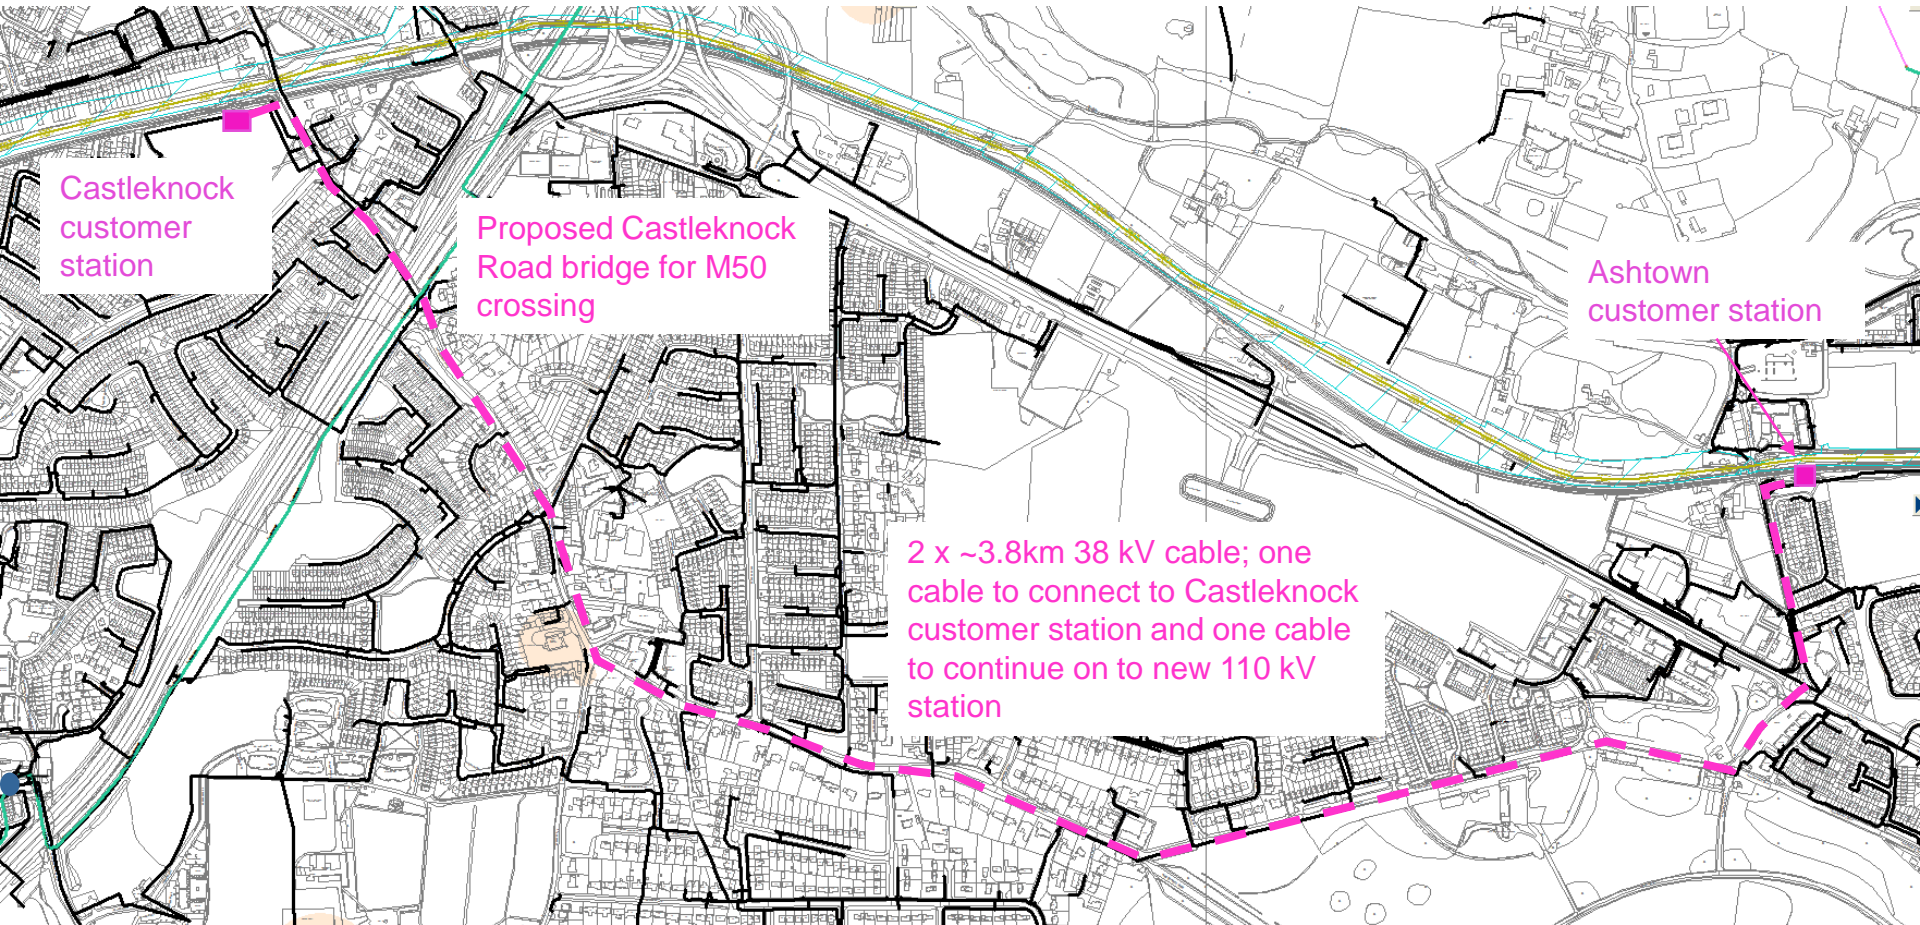 Castleknock
customer
station
Proposed Castleknock
Road bridge for M50
crossing
Ashtown
customer station
2 x ~3.8km 38 kV cable; one
cable to connect to Castleknock
customer station and one cable
to continue on to new 110 kV
station